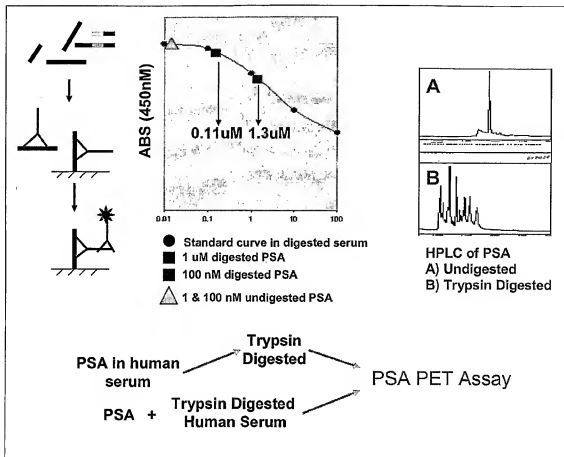 ABS (450nM)
0.11uM 1.3uM
0.01 0.1 1 10 100
Standard curve in digested serum
1 uM digested PSA
100 nM digested PSA
1 & 100 nM undigested PSA
A
B
HPLC of PSA
A) Undigested
B) Trypsin Digested
PSA in human serum
Trypsin Digested
PSA + Trypsin Digested Human Serum
PSA PET Assay